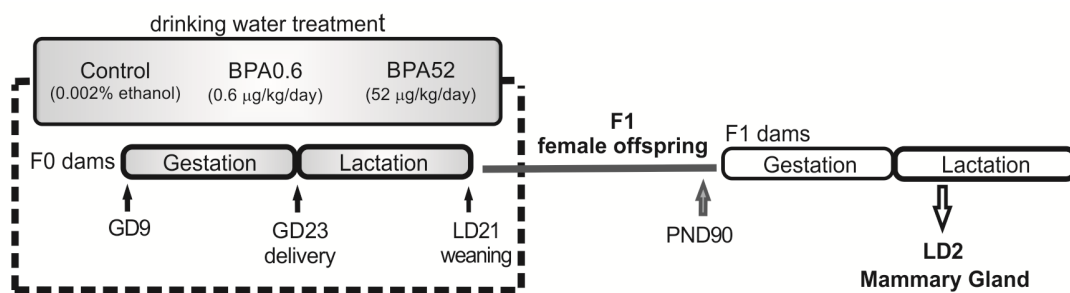 drinking water treatment
Control
(0.002% ethanol)
BPA0.6
(0.6 µg/kg/day)
BPA52
(52 µg/kg/day)
F0 dams
Gestation
Lactation
GD9
GD23
delivery
LD21
weaning
F1
female offspring
PND90
F1 dams
Gestation
Lactation
LD2
Mammary Gland